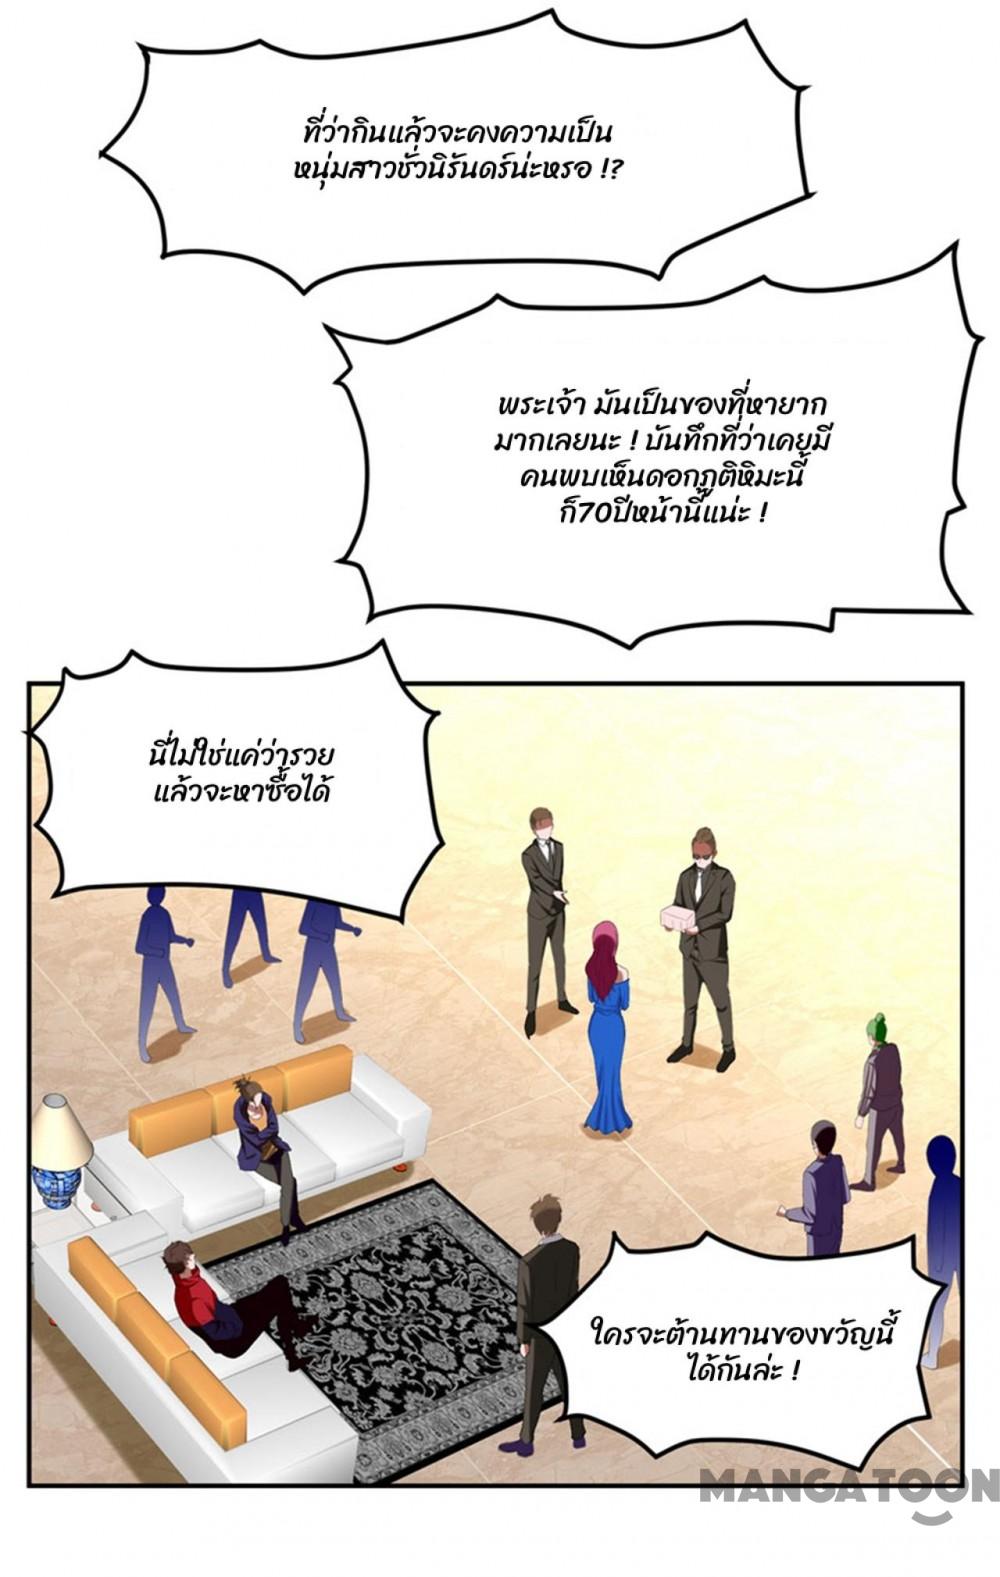 ที่ว่ากินแล้วจะคงความเป็น
หนุ่มสาวชั่วนิรันดร์น่ะหรอ !?
พระเจ้า มันเป็นของที่หายาก
มากเลยนะ ! บันทึกที่ว่าเคยมี
คนพบเห็นดอกภูติหิมะนี้
ก็70ปีหน้านี้แน่ะ !
นี่ไม่ใช่แค่ว่ารวย
แล้วจะหาซื้อได้
ใครจะต้านทานของขวัญนี้
ได้กันล่ะ !
MANGATOON